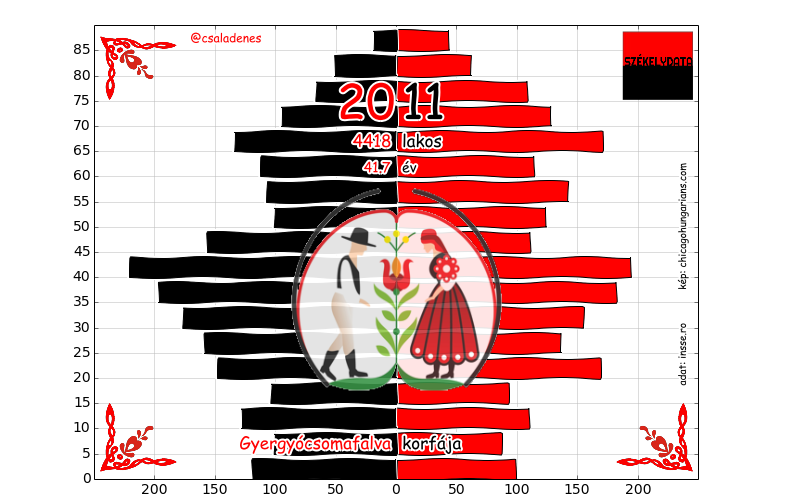 @csaladenes
SZÉKELYDATA
2011
4418 lakos
41.7 év
kép: chicagohungarians.com
adat: insse.ro
Gyergyócsomafalva korfája
85
80
75
70
65
60
55
50
45
40
35
30
25
20
15
10
5
0
200 150 100 50 0 50 100 150 200